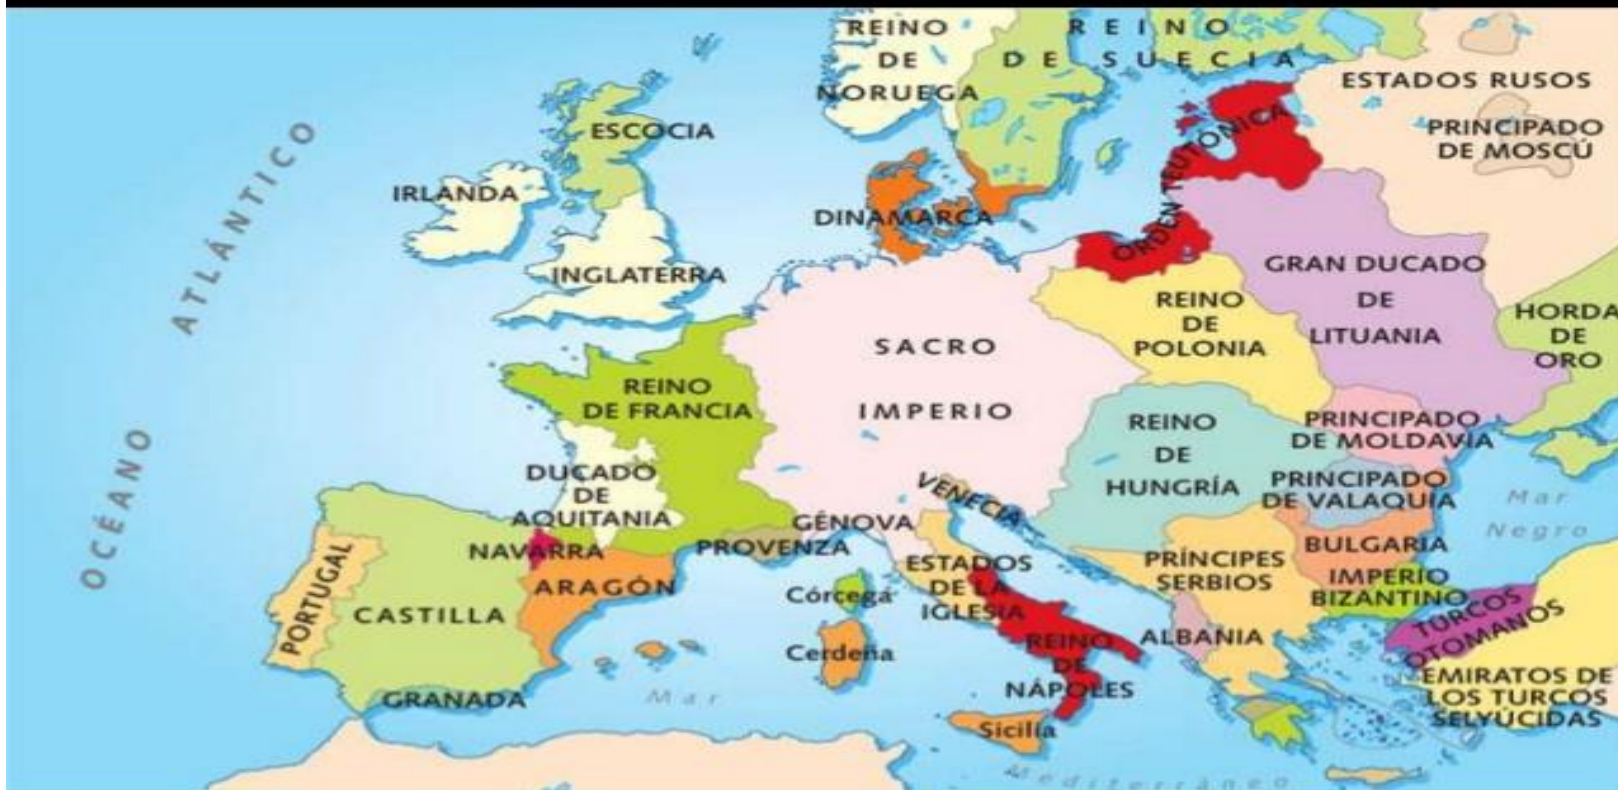 REINO
DE
NORUEGA
REINO
DE SUECIA
ESTADOS RUSOS
PRINCIPADO
DE MOSCÚ
ESCOCIA
IRLANDA
INGLATERRA
DINAMARCA
ORDEN TEUTÓNICA
OCÉANO ATLÁNTICO
GRAN DUCADO
DE
LITUANIA
REINO
DE
POLONIA
HORDA
DE
ORO
SACRO
IMPERIO
REINO
DE FRANCIA
REINO
DE
HUNGRÍA
PRINCIPADO
DE MOLDAVIA
PRINCIPADO
DE VALAQUIA
Mar
Negro
DUCADO
DE
AQUITANIA
VENECIA
GÉNOVA
NAVARRA
PROVENZA
ARAGÓN
PORTUGAL
CASTILLA
GRANADA
Córcega
Cerdeña
ESTADOS
DE LA
IGLESIA
REINO
DE
NÁPOLES
Sicilía
PRÍNCIPES
SERBIOS
BULGARIA
IMPERIO
BIZANTINO
ALBANIA
TURCOS
OTOMANOS
EMIRATOS DE
LOS TURCOS
SELYÚCIDAS
Mar
Mediterráneo